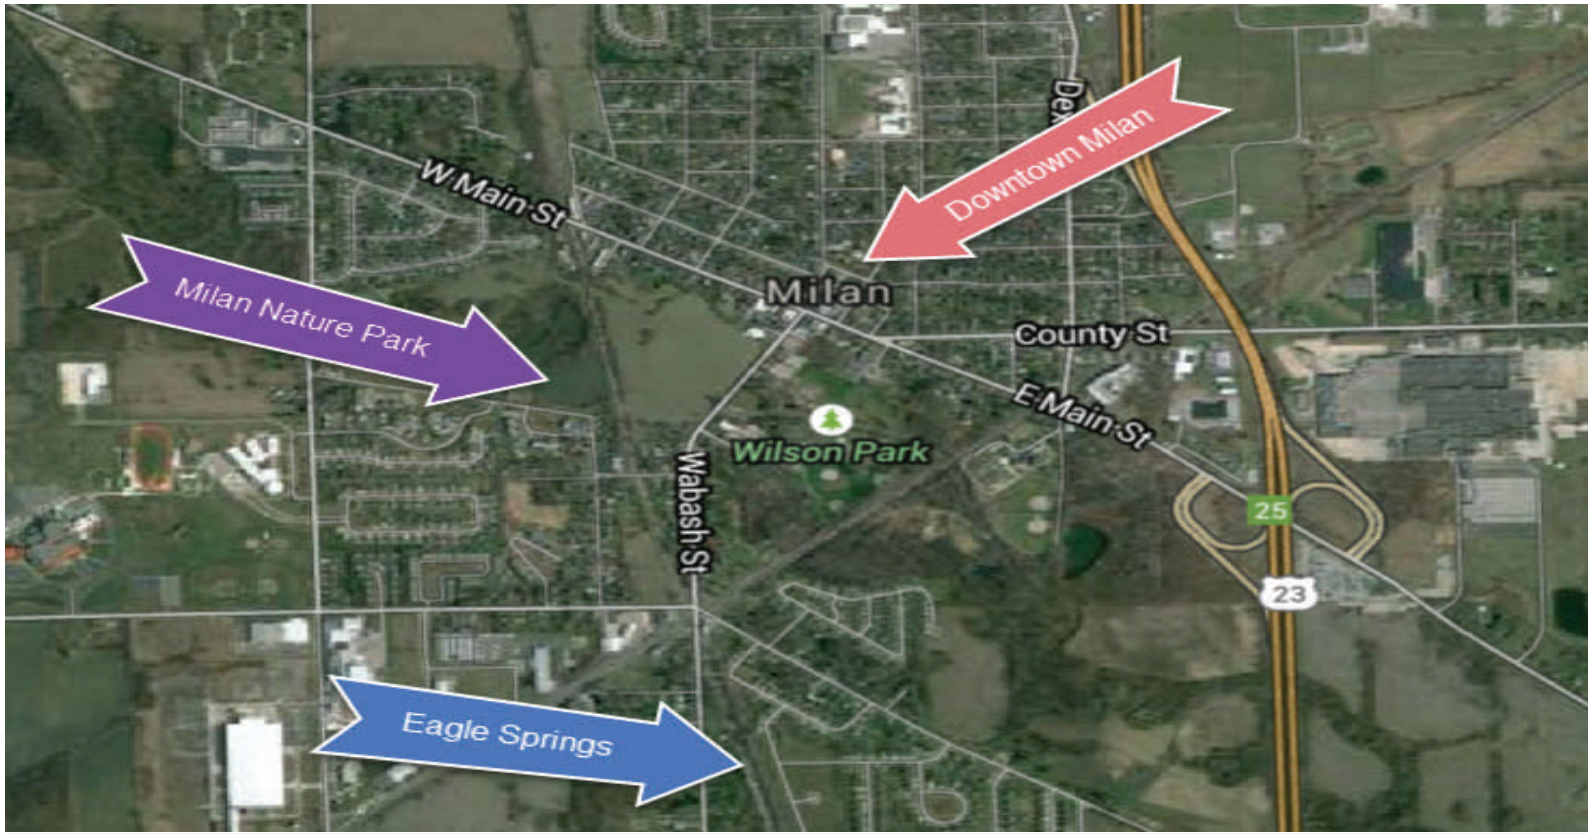 Dex
Downtown Milan
W Main St
Milan Nature Park
Milan
County St
E Main St
Wilson Park
Wabash St
25
23
Eagle Springs